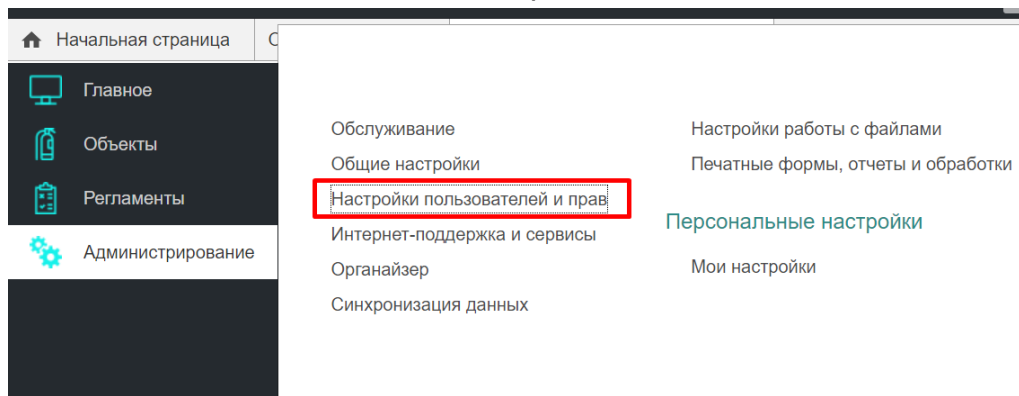 Начальная страница
Главное
Объекты
Регламенты
Администрирование
Обслуживание
Общие настройки
Настройки пользователей и прав
Интернет-поддержка и сервисы
Органайзер
Синхронизация данных
Настройки работы с файлами
Печатные формы, отчеты и обработки
Персональные настройки
Мои настройки